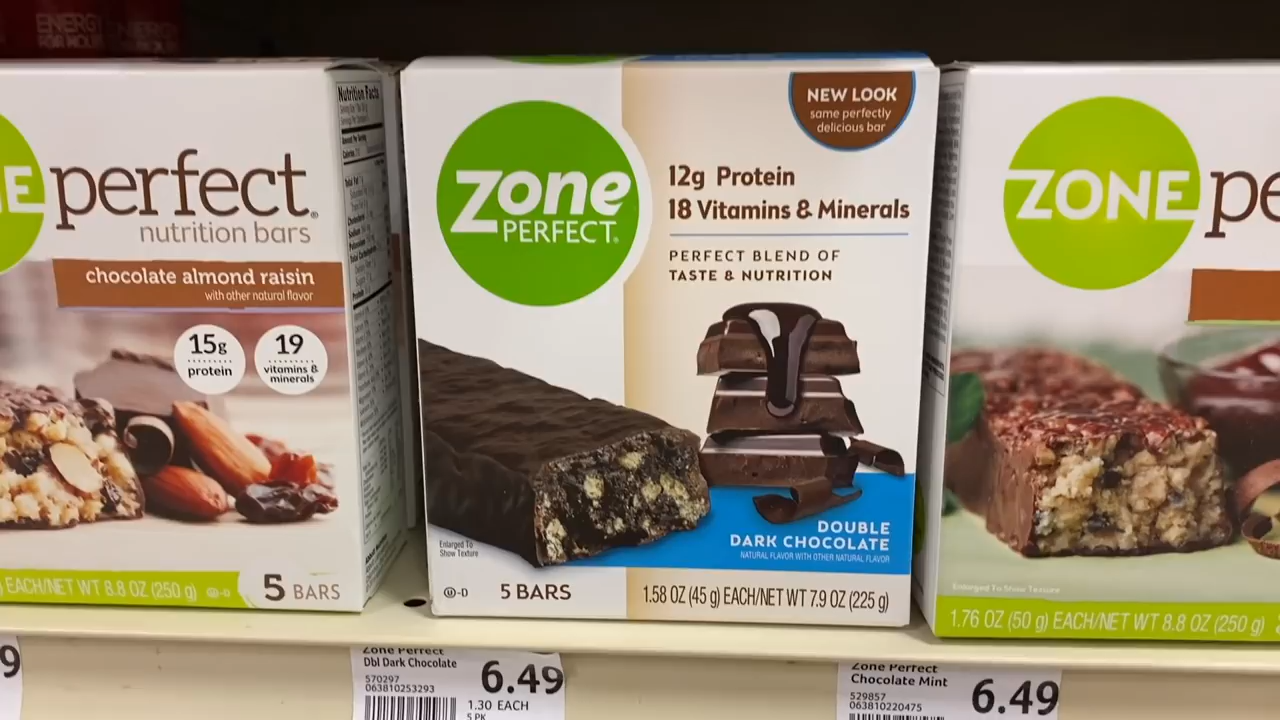 ENERGY
E perfect®
nutrition bars
chocolate almond raisin
with other natural flavor
15g
protein
19
vitamins &
minerals
EACH/NET WT 8.8 OZ (250 g) U-D
5 BARS
Nutrition Facts
NEW LOOK
same perfectly
delicious bar
zone
PERFECT®
12g Protein
18 Vitamins & Minerals
PERFECT BLEND OF
TASTE & NUTRITION
DOUBLE
DARK CHOCOLATE
NATURAL FLAVOR WITH OTHER NATURAL FLAVOR
Enlarged To
Show Texture
U-D
5 BARS
1.58 OZ (45 g) EACH/NET WT 7.9 OZ (225 g)
ZONE pe
Enlarged To Show Texture
1.76 OZ (50 g) EACH/NET WT 8.8 OZ (250 g)
9
Zone Perfect
Dbl Dark Chocolate
570297
063810253293
6.49
1.30 EACH
5 PK
Zone Perfect
Chocolate Mint
529857
063810220475
6.49